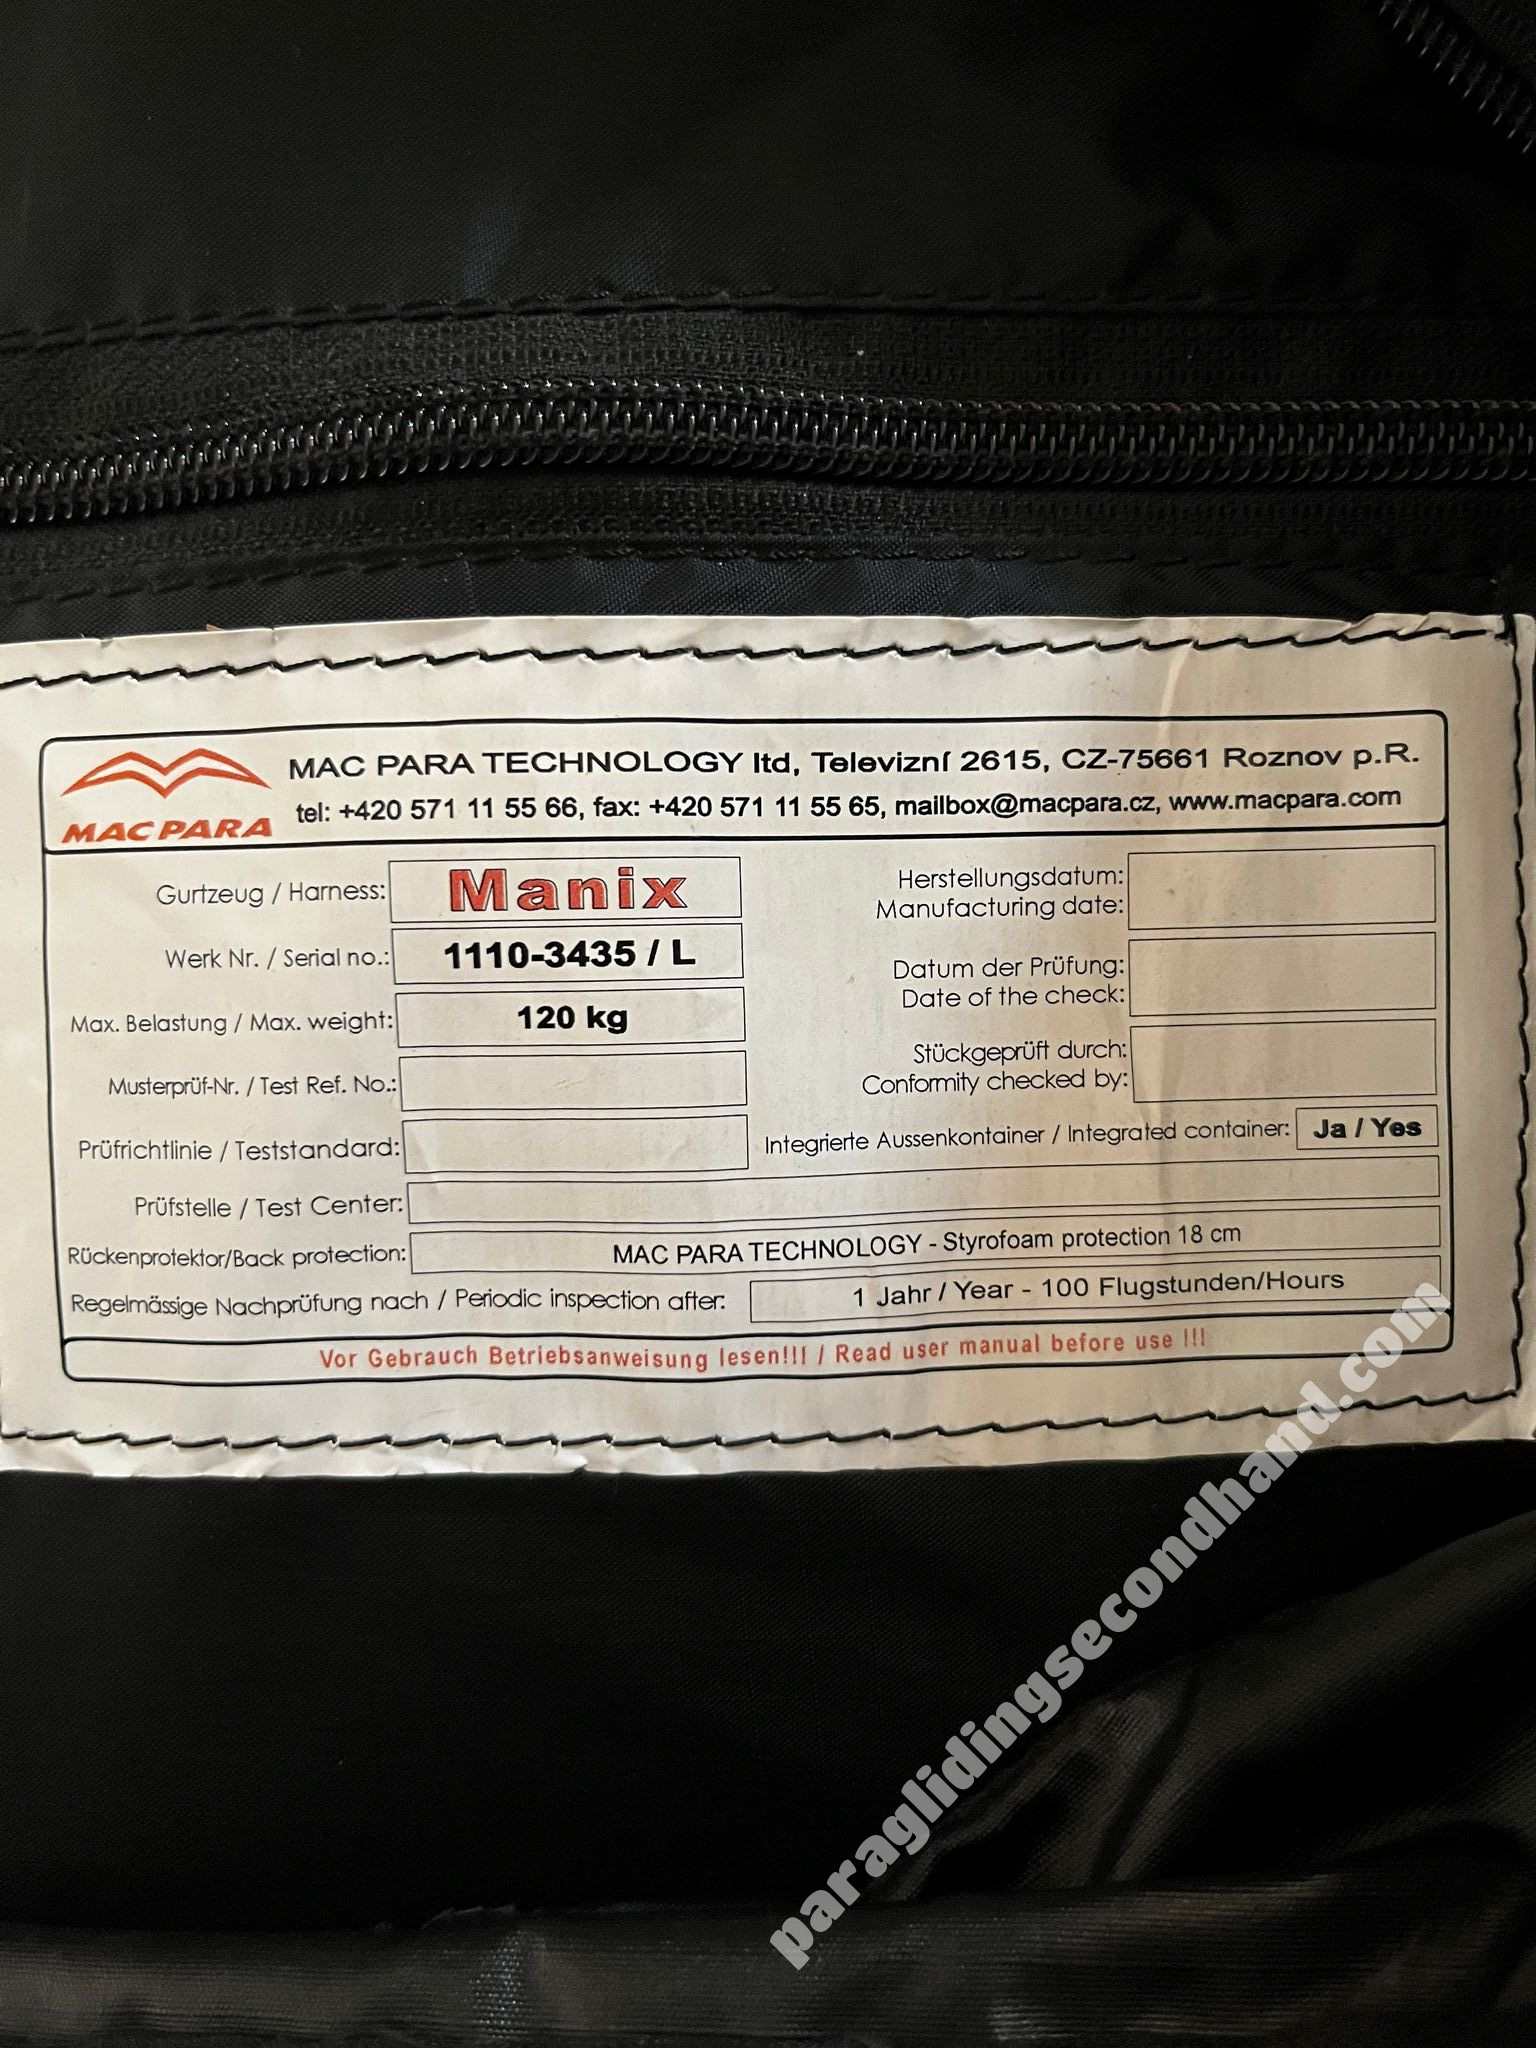 MAC PARA TECHNOLOGY ltd, Televizní 2615, CZ-75661 Roznov p.R.
MAC PARA
tel: +420 571 11 55 66, fax: +420 571 11 55 65, mailbox@macpara.cz, www.macpara.com
Gurtzeug / Harness: Manix
Werk Nr. / Serial no.: 1110-3435 / L
Max. Belastung / Max. weight: 120 kg
Musterprüf-Nr. / Test Ref. No.:
Prüfrichtlinie / Teststandard:
Herstellungsdatum:
Manufacturing date:
Datum der Prüfung:
Date of the check:
Stückgeprüft durch:
Conformity checked by:
Integrierte Aussenkontainer / Integrated container: Ja / Yes
Prüfstelle / Test Center:
Rückenprotektor/Back protection: MAC PARA TECHNOLOGY - Styrofoam protection 18 cm
Regelmässige Nachprüfung nach / Periodic inspection after: 1 Jahr / Year - 100 Flugstunden/Hours
Vor Gebrauch Betriebsanweisung lesen!!! / Read user manual before use !!!
paraglidingsecondhand.com